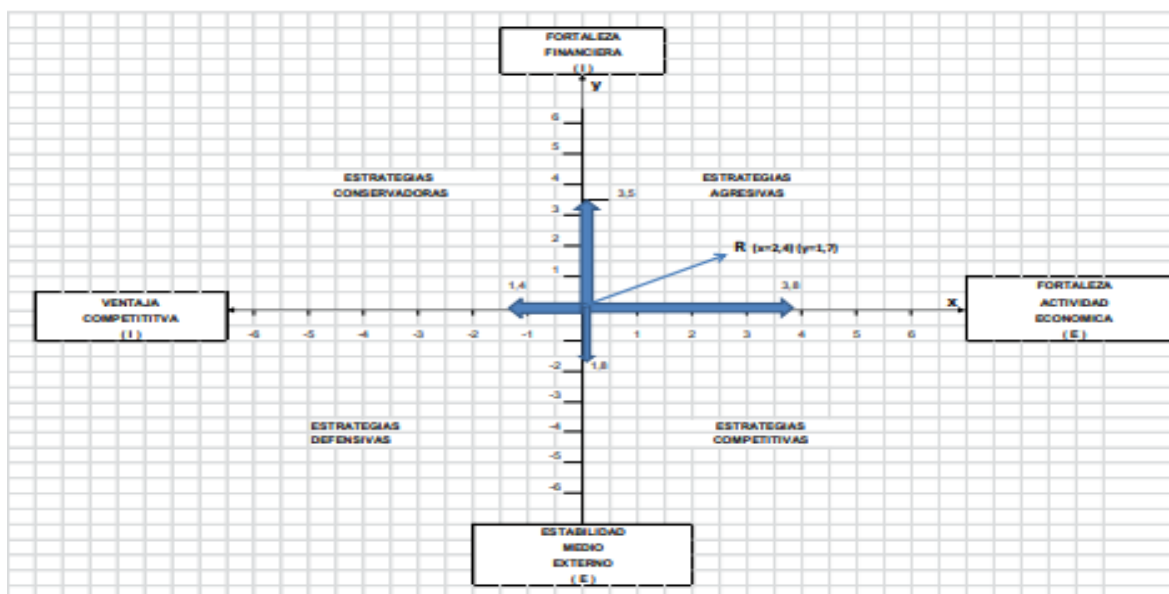 FORTALEZA
FINANCIERA
( I )
y
6
5
4
3
2
1
3,5
ESTRATEGIAS
CONSERVADORAS
ESTRATEGIAS
AGRESIVAS
R (x=2,4) (y=1,7)
1,4
3,8
VENTAJA
COMPETITITVA
( I )
x
FORTALEZA
ACTIVIDAD
ECONOMICA
( E )
-6 -5 -4 -3 -2 -1 1 2 3 4 5 6
1,8
-2
-3
-4
-5
-6
ESTRATEGIAS
DEFENSIVAS
ESTRATEGIAS
COMPETITIVAS
ESTABILIDAD
MEDIO
EXTERNO
( E )